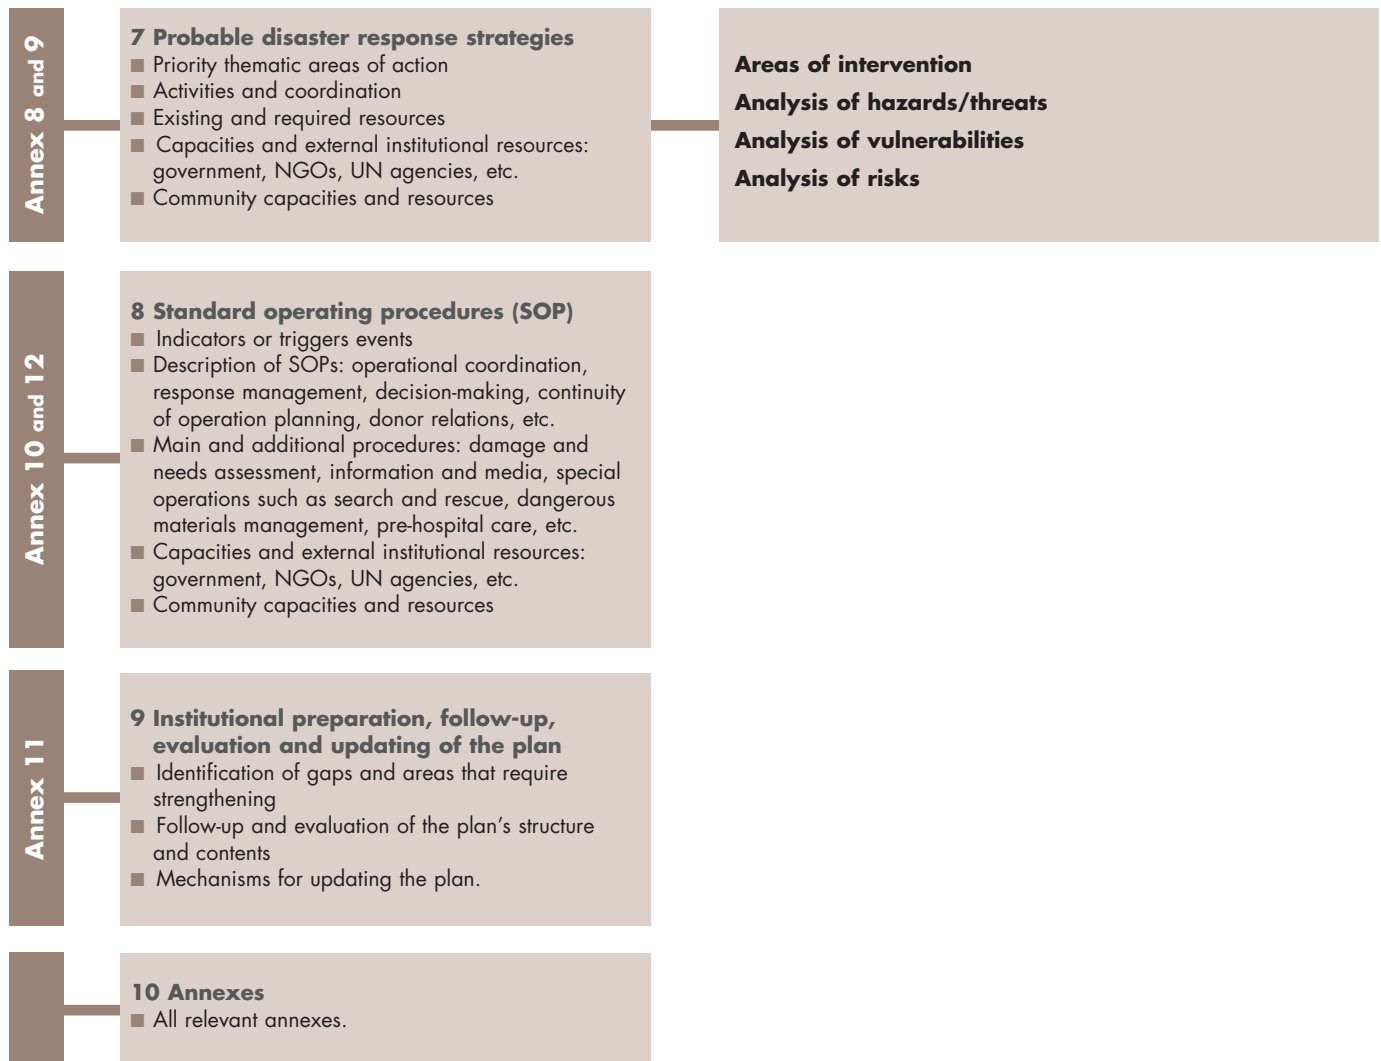 Annex 8 and 9
7 Probable disaster response strategies
■ Priority thematic areas of action
■ Activities and coordination
■ Existing and required resources
■ Capacities and external institutional resources:
government, NGOs, UN agencies, etc.
■ Community capacities and resources
Areas of intervention
Analysis of hazards/threats
Analysis of vulnerabilities
Analysis of risks
Annex 10 and 12
8 Standard operating procedures (SOP)
■ Indicators or triggers events
■ Description of SOPs: operational coordination,
response management, decision-making, continuity
of operation planning, donor relations, etc.
■ Main and additional procedures: damage and
needs assessment, information and media, special
operations such as search and rescue, dangerous
materials management, pre-hospital care, etc.
■ Capacities and external institutional resources:
government, NGOs, UN agencies, etc.
■ Community capacities and resources
Annex 11
9 Institutional preparation, follow-up,
evaluation and updating of the plan
■ Identification of gaps and areas that require
strengthening
■ Follow-up and evaluation of the plan’s structure
and contents
■ Mechanisms for updating the plan.
10 Annexes
■ All relevant annexes.